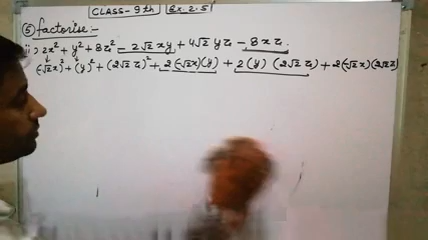 CLASS-9th Ex.2.5
⑤ factorise:-
ii) 2x² + y² + 8z² - 2√2 xy + 4√2 yz - 8xz.
(-√2x)² + (y)² + (2√2 z)² + 2(-√2x)(y) + 2(y)(2√2 z) + 2(-√2x)(2√2 z)